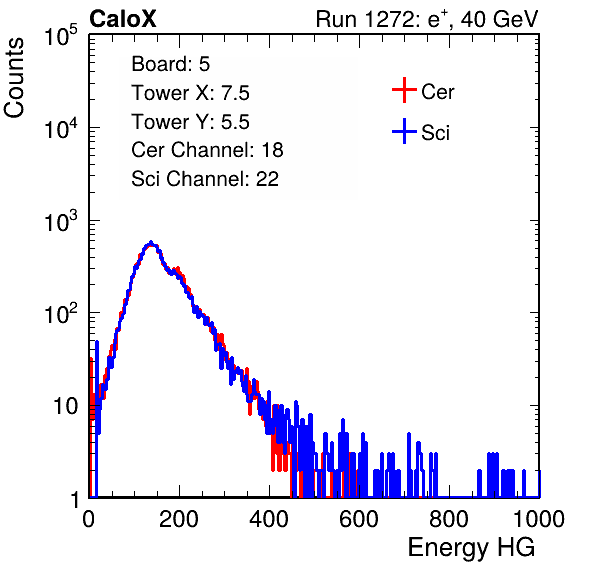 CaloX Run 1272: e⁺, 40 GeV
Counts
Board: 5
Tower X: 7.5
Tower Y: 5.5
Cer Channel: 18
Sci Channel: 22
Cer
Sci
10⁵
10⁴
10³
10²
10
1
0 200 400 600 800 1000
Energy HG